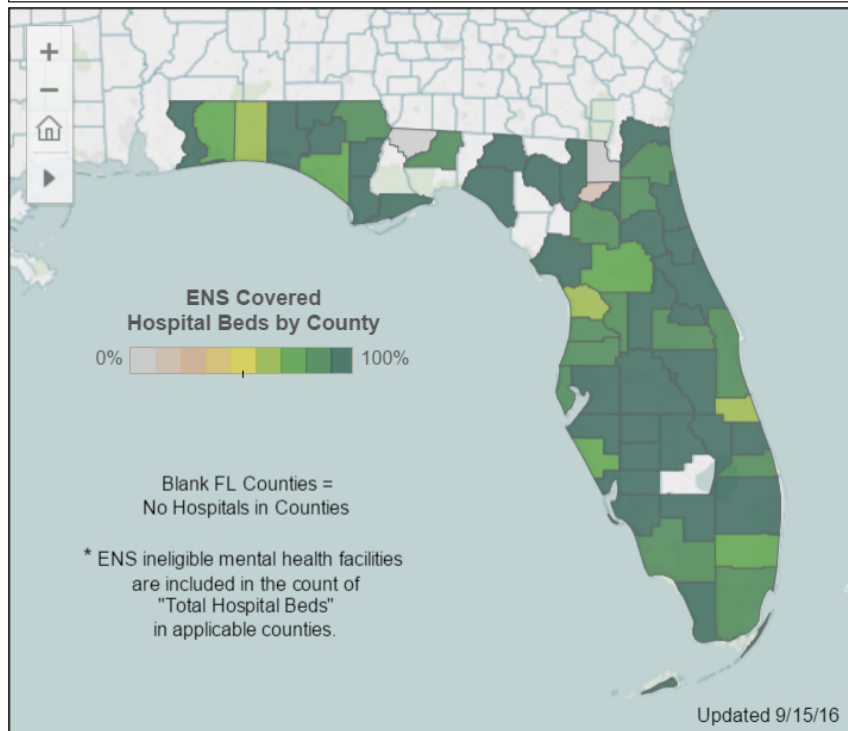 +
−
ENS Covered
Hospital Beds by County
0% 100%
Blank FL Counties =
No Hospitals in Counties
* ENS ineligible mental health facilities
are included in the count of
"Total Hospital Beds"
in applicable counties.
Updated 9/15/16